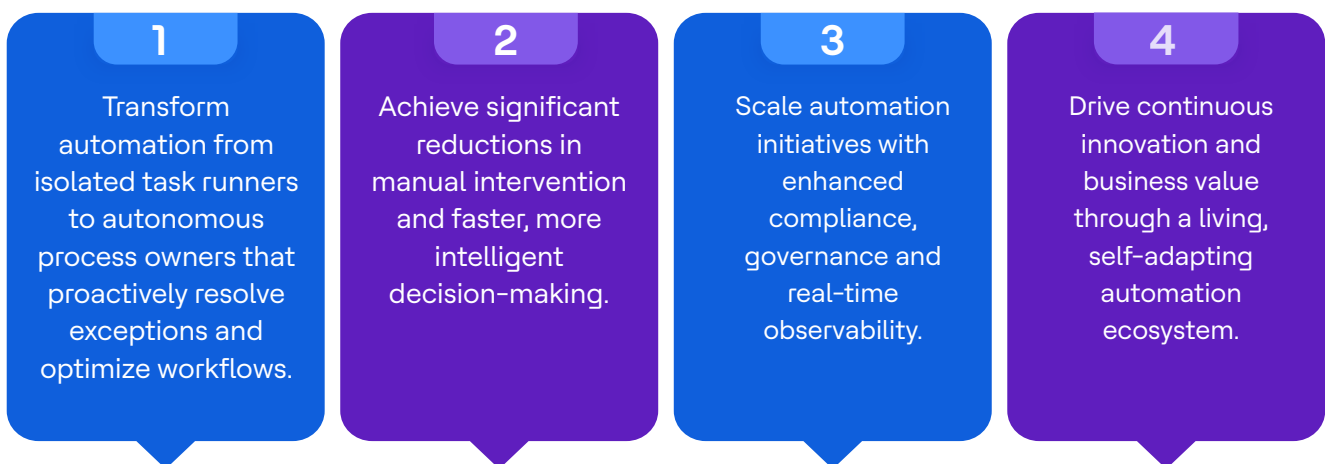 1
Transform
automation from
isolated task runners
to autonomous
process owners that
proactively resolve
exceptions and
optimize workflows.
2
Achieve significant
reductions in
manual intervention
and faster, more
intelligent
decision-making.
3
Scale automation
initiatives with
enhanced
compliance,
governance and
real-time
observability.
4
Drive continuous
innovation and
business value
through a living,
self-adapting
automation
ecosystem.